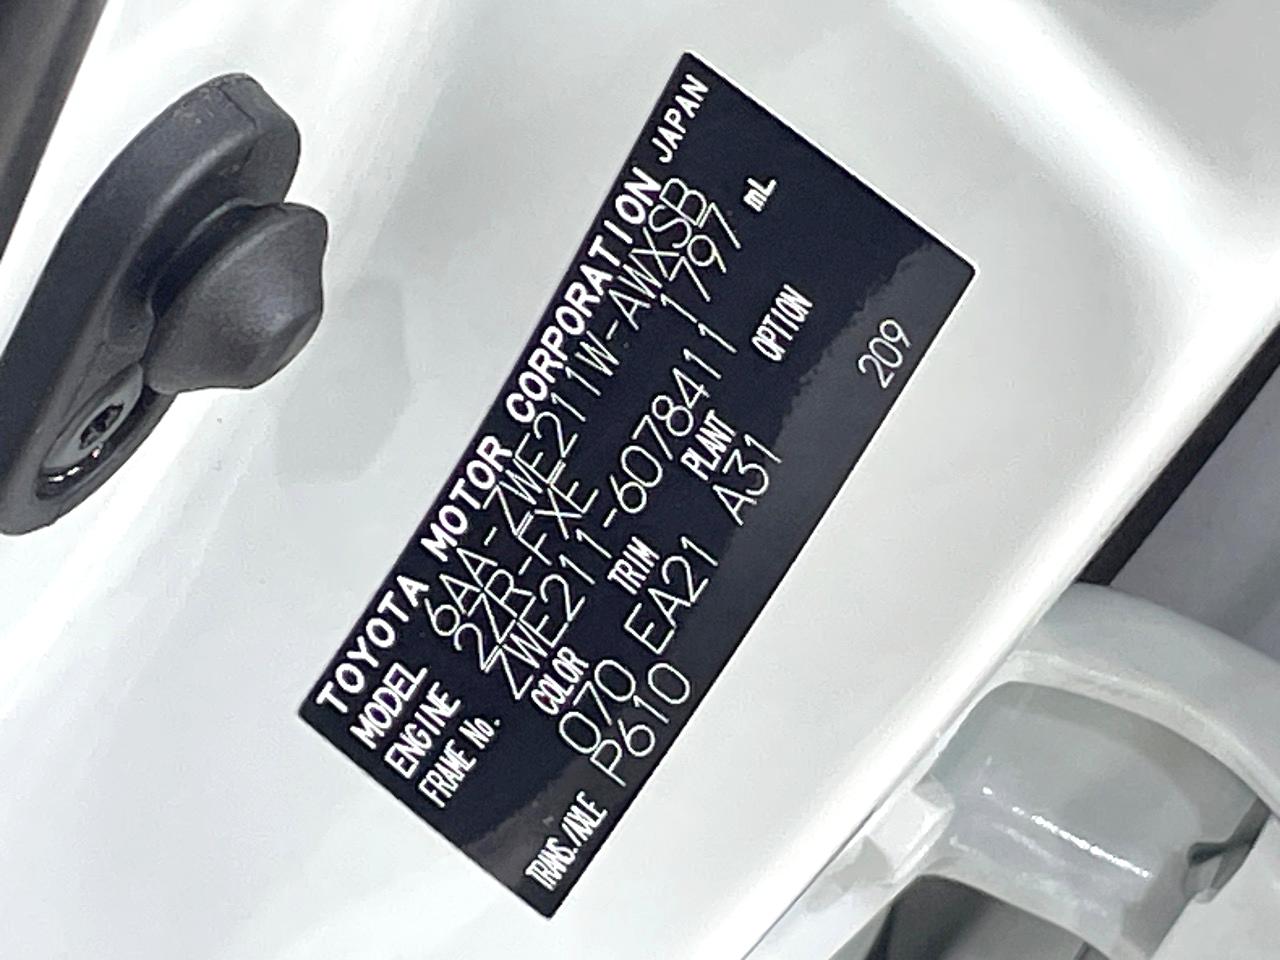 TOYOTA MOTOR CORPORATION JAPAN
MODEL 6AA-ZWE211W-AWXSB
ENGINE 2ZR-FXE 1797 mL
FRAME No. ZWE211-6078411
COLOR TRIM PLANT OPTION
070 EA21 A31
TRANS./AXLE P610 209